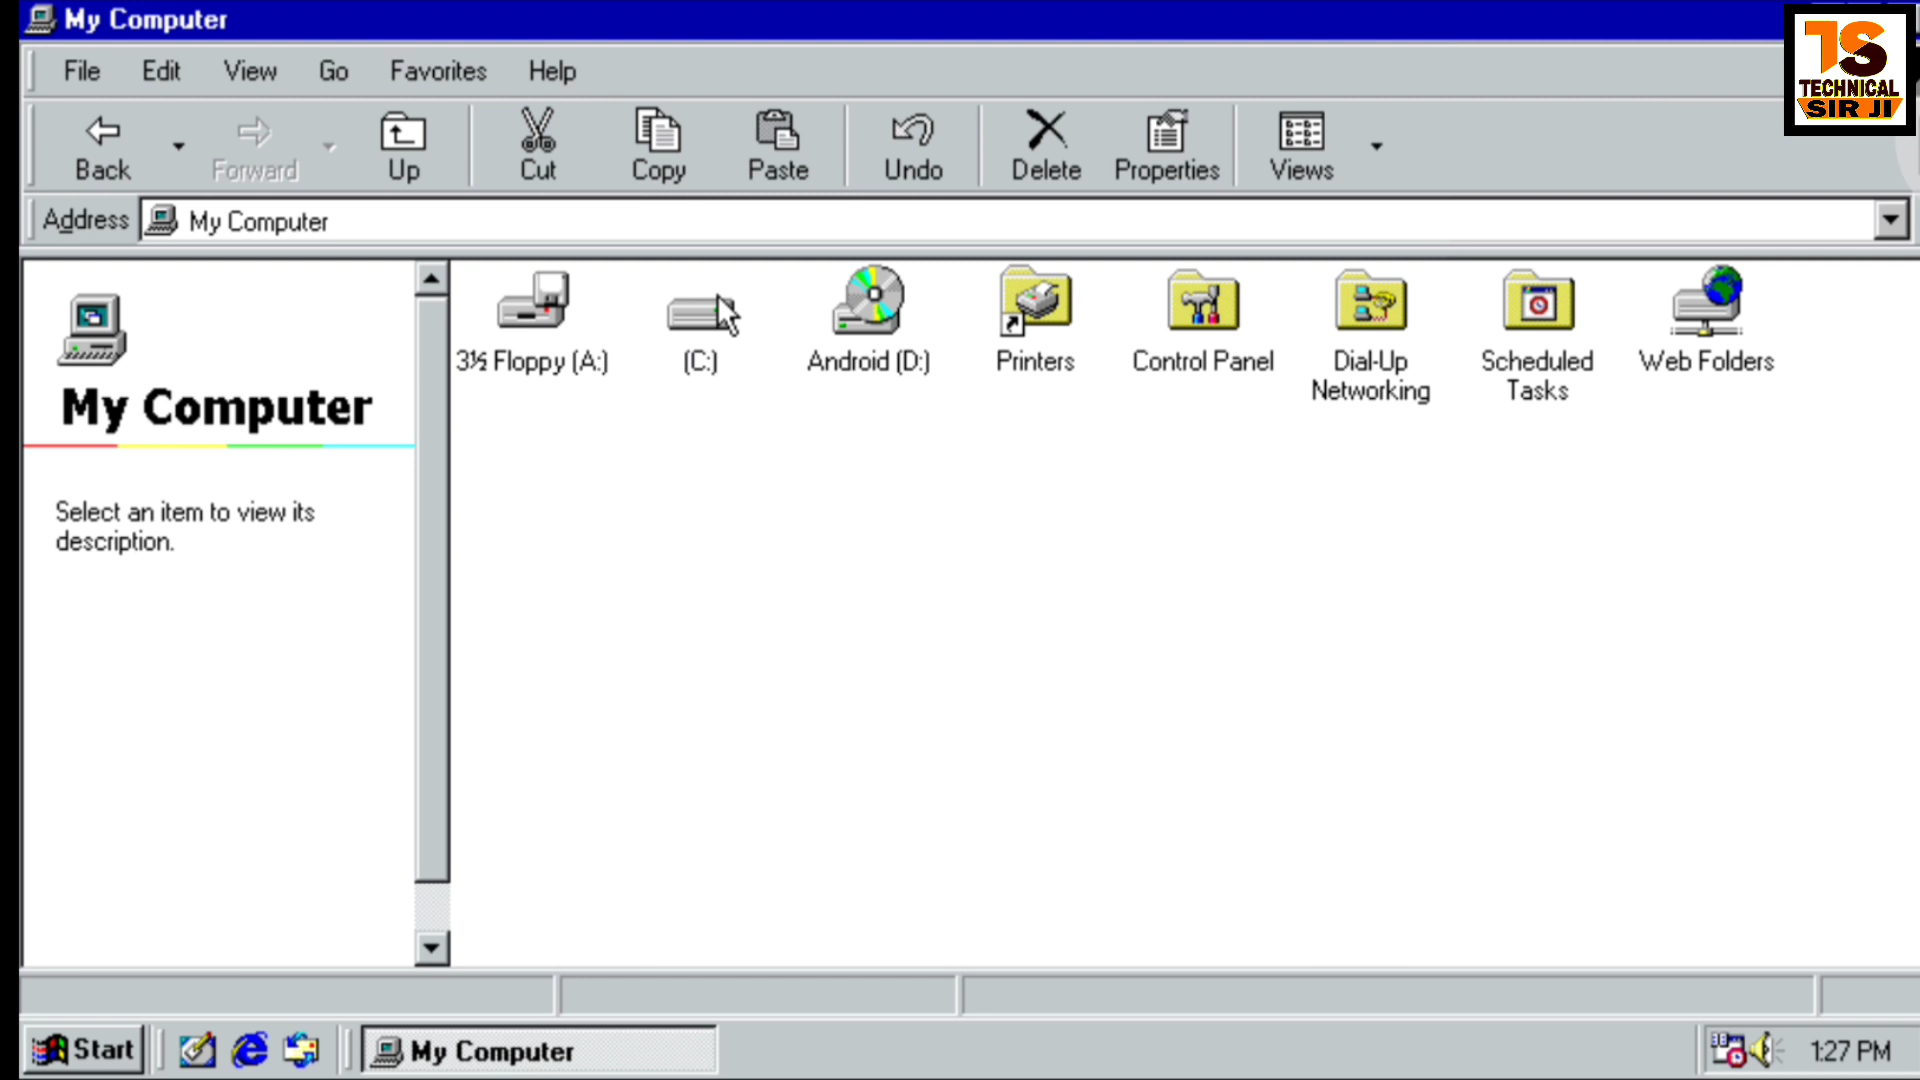 My Computer
File Edit View Go Favorites Help
Back Forward Up Cut Copy Paste Undo Delete Properties Views
Address My Computer
TS
TECHNICAL
SIR JI
3½ Floppy (A:) (C:) Android (D:) Printers Control Panel Dial-Up Networking Scheduled Tasks Web Folders
My Computer
Select an item to view its
description.
Start My Computer 1:27 PM